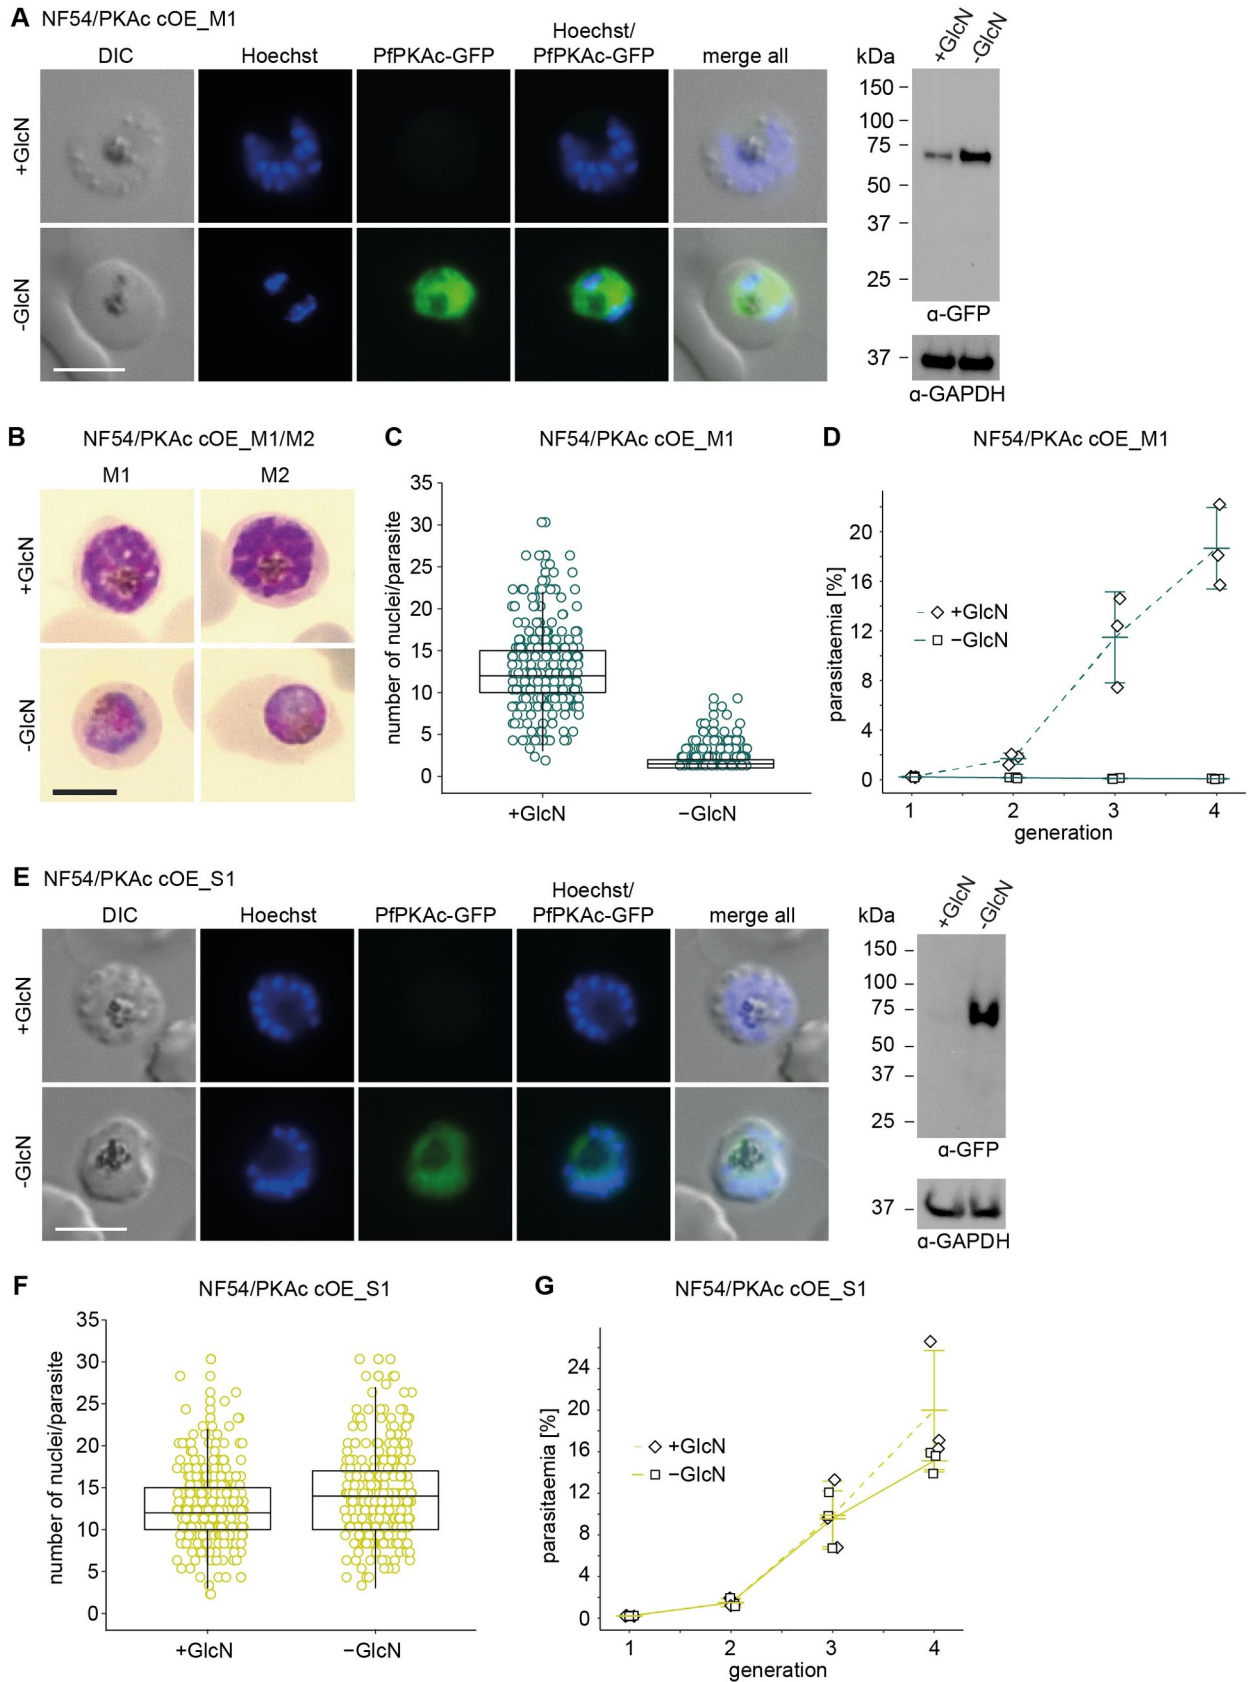 A NF54/PKAc cOE_M1
DIC
Hoechst
PfPKAc-GFP
Hoechst/
PfPKAc-GFP
merge all
+GlcN
-GlcN
kDa
+GlcN
-GlcN
150
100
75
50
37
25
α-GFP
37
α-GAPDH
B NF54/PKAc cOE_M1/M2
M1
M2
+GlcN
-GlcN
C NF54/PKAc cOE_M1
number of nuclei/parasite
35
30
25
20
15
10
5
0
+GlcN
−GlcN
D NF54/PKAc cOE_M1
parasitaemia [%]
20
16
12
8
4
0
+GlcN
−GlcN
1 2 3 4
generation
E NF54/PKAc cOE_S1
DIC
Hoechst
PfPKAc-GFP
Hoechst/
PfPKAc-GFP
merge all
+GlcN
-GlcN
kDa
+GlcN
-GlcN
150
100
75
50
37
25
α-GFP
37
α-GAPDH
F NF54/PKAc cOE_S1
number of nuclei/parasite
35
30
25
20
15
10
5
0
+GlcN
−GlcN
G NF54/PKAc cOE_S1
parasitaemia [%]
24
20
16
12
8
4
0
+GlcN
−GlcN
1 2 3 4
generation